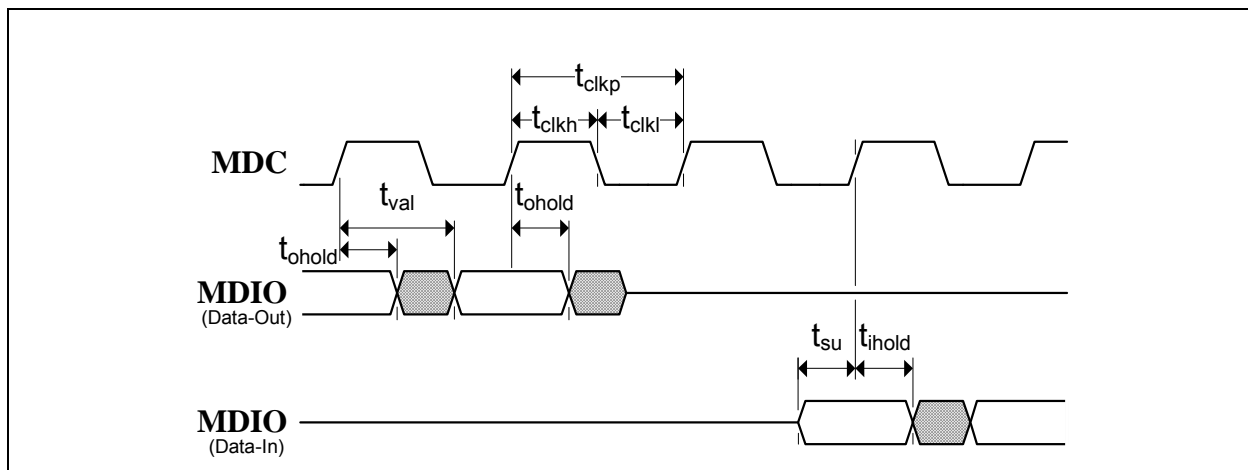 tclkp
tclkh tclkl
MDC
tval
tohold
tohold
MDIO
(Data-Out)
tsu tihold
MDIO
(Data-In)